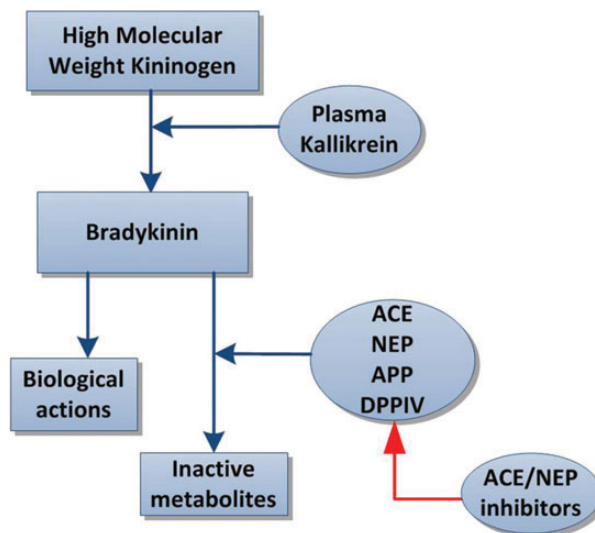 High Molecular
Weight Kininogen
Plasma
Kallikrein
Bradykinin
ACE
NEP
APP
DPPIV
Biological
actions
Inactive
metabolites
ACE/NEP
inhibitors